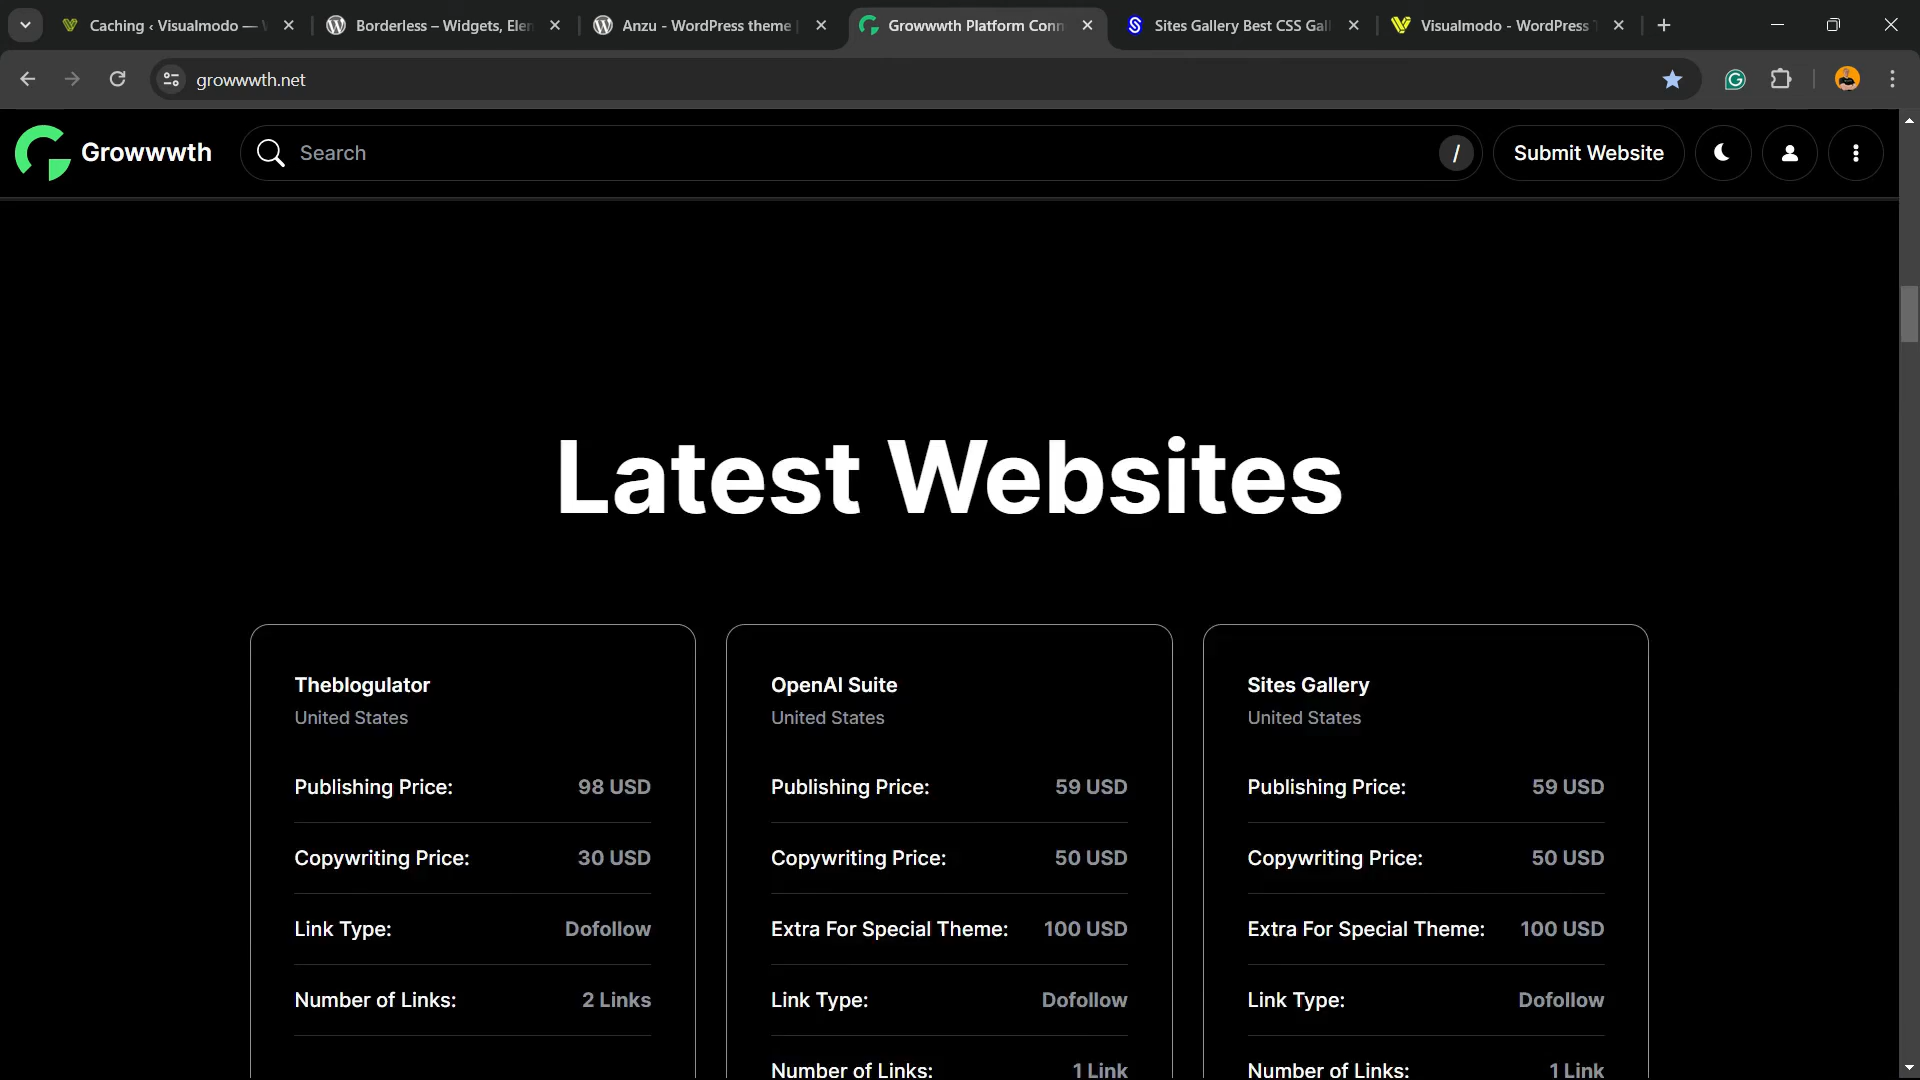 Caching ‹ Visualmodo —
Borderless – Widgets, Elen
Anzu - WordPress theme
Growwwth Platform Conn
Sites Gallery Best CSS Gal
Visualmodo - WordPress
growwwth.net
Growwwth
Search
/
Submit Website
Latest Websites
Theblogulator
United States
Publishing Price: 98 USD
Copywriting Price: 30 USD
Link Type: Dofollow
Number of Links: 2 Links
OpenAI Suite
United States
Publishing Price: 59 USD
Copywriting Price: 50 USD
Extra For Special Theme: 100 USD
Link Type: Dofollow
Number of Links: 1 Link
Sites Gallery
United States
Publishing Price: 59 USD
Copywriting Price: 50 USD
Extra For Special Theme: 100 USD
Link Type: Dofollow
Number of Links: 1 Link